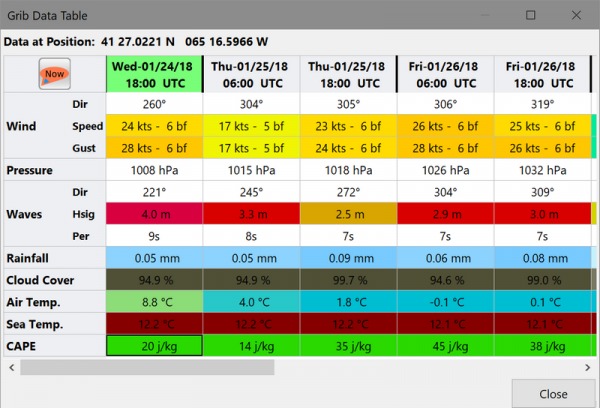 Grib Data Table
Data at Position: 41 27.0221 N 065 16.5966 W
Now Wed-01/24/18 Thu-01/25/18 Thu-01/25/18 Fri-01/26/18 Fri-01/26/18
18:00 UTC 06:00 UTC 18:00 UTC 06:00 UTC 18:00 UTC
Dir 260° 304° 305° 306° 319°
Wind Speed 24 kts - 6 bf 17 kts - 5 bf 23 kts - 6 bf 26 kts - 6 bf 25 kts - 6 bf
Gust 28 kts - 6 bf 17 kts - 5 bf 24 kts - 6 bf 28 kts - 6 bf 26 kts - 6 bf
Pressure 1008 hPa 1015 hPa 1018 hPa 1026 hPa 1032 hPa
Dir 221° 245° 272° 304° 309°
Waves Hsig 4.0 m 3.3 m 2.5 m 2.9 m 3.0 m
Per 9s 8s 7s 7s 7s
Rainfall 0.05 mm 0.05 mm 0.09 mm 0.06 mm 0.08 mm
Cloud Cover 94.9 % 94.9 % 99.7 % 94.6 % 99.0 %
Air Temp. 8.8 °C 4.0 °C 1.8 °C -0.1 °C 0.1 °C
Sea Temp. 12.2 °C 12.2 °C 12.2 °C 12.1 °C 12.1 °C
CAPE 20 j/kg 14 j/kg 35 j/kg 45 j/kg 38 j/kg
Close